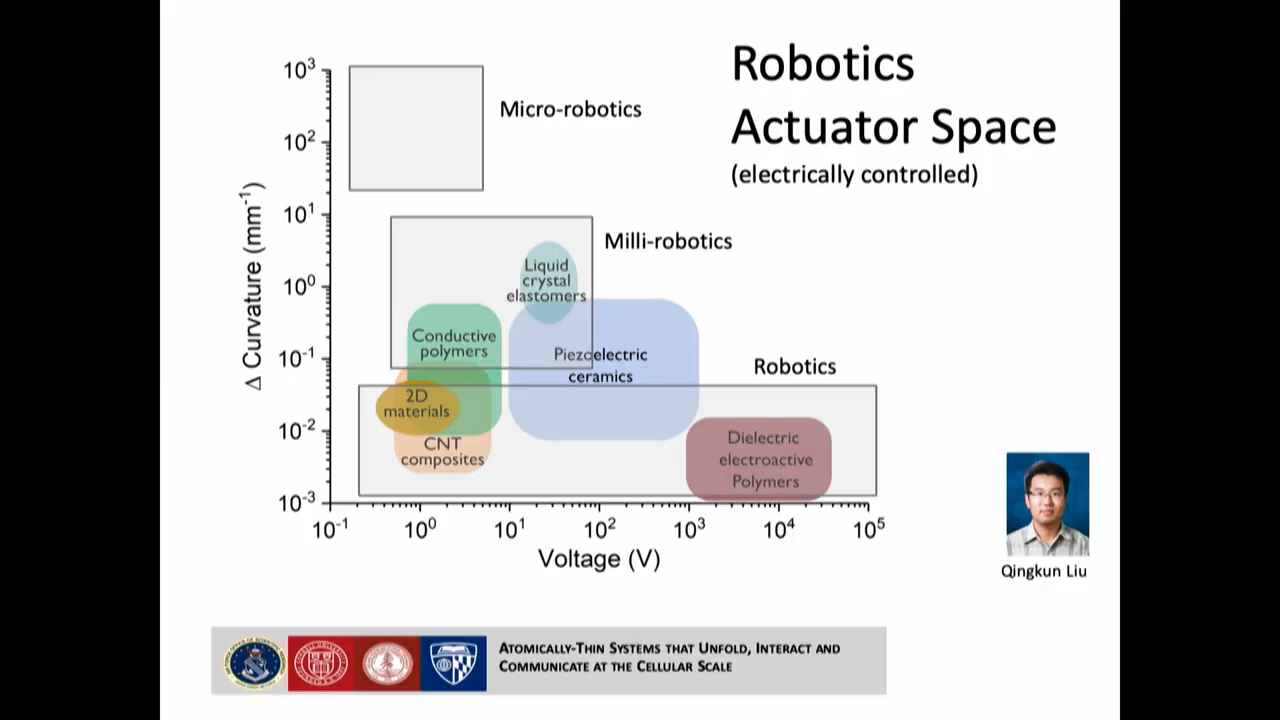 Robotics
Actuator Space
(electrically controlled)
10³
10²
10¹
10⁰
10⁻¹
10⁻²
10⁻³
Δ Curvature (mm⁻¹)
Micro-robotics
Milli-robotics
Liquid
crystal
elastomers
Conductive
polymers
Piezoelectric
ceramics
Robotics
2D
materials
CNT
composites
Dielectric
electroactive
Polymers
10⁻¹
10⁰
10¹
10²
10³
10⁴
10⁵
Voltage (V)
Qingkun Liu
ATOMICALLY-THIN SYSTEMS THAT UNFOLD, INTERACT AND
COMMUNICATE AT THE CELLULAR SCALE